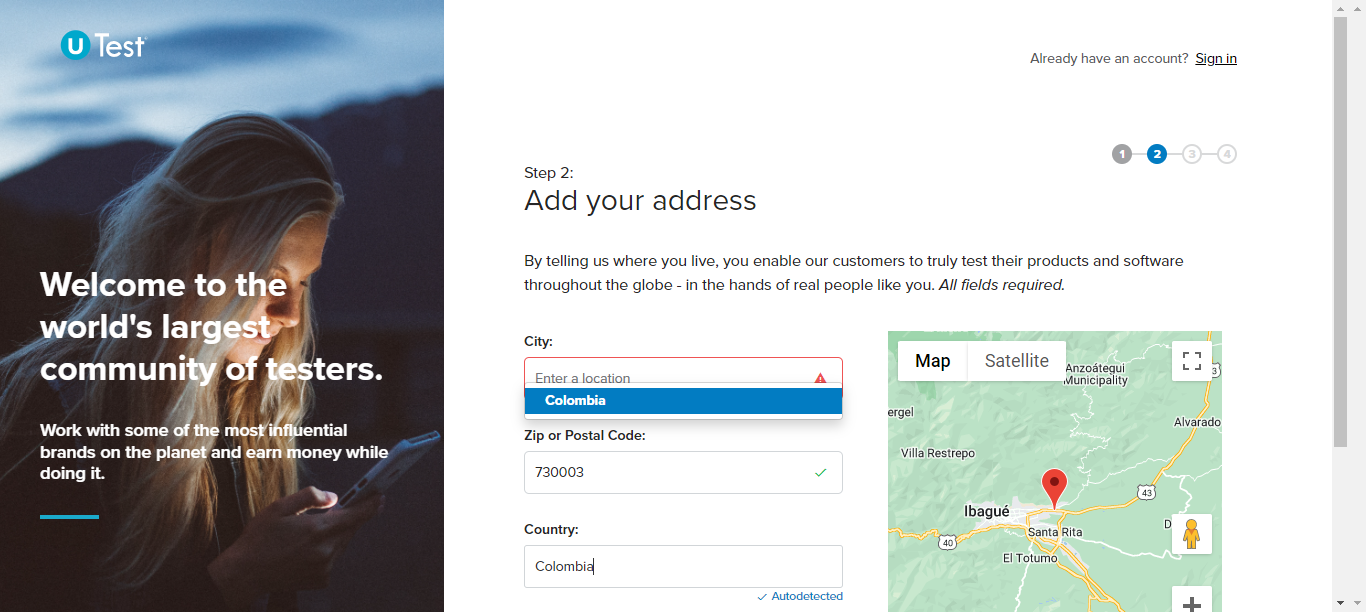 U Test
Already have an account? Sign in
1 2 3 4
Step 2:
Add your address
By telling us where you live, you enable our customers to truly test their products and software
throughout the globe - in the hands of real people like you. All fields required.
Welcome to the
world's largest
community of testers.
Work with some of the most influential
brands on the planet and earn money while
doing it.
City:
Enter a location
Colombia
Zip or Postal Code:
730003
Country:
Colombia
Autodetected
Map
Satellite
Anzoátegui
Municipality
3
ergel
Alvarado
Villa Restrepo
43
Ibagué
Santa Rita
D
40
El Totumo